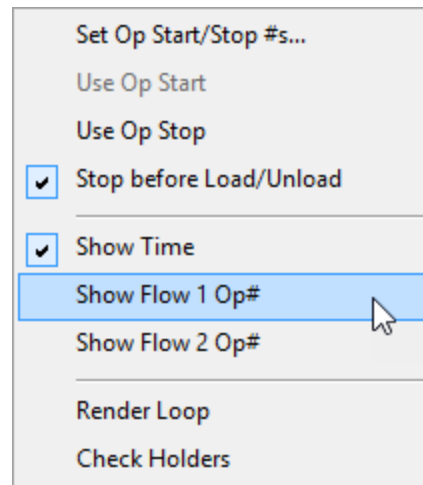 Set Op Start/Stop #s...
Use Op Start
Use Op Stop
Stop before Load/Unload
Show Time
Show Flow 1 Op#
Show Flow 2 Op#
Render Loop
Check Holders